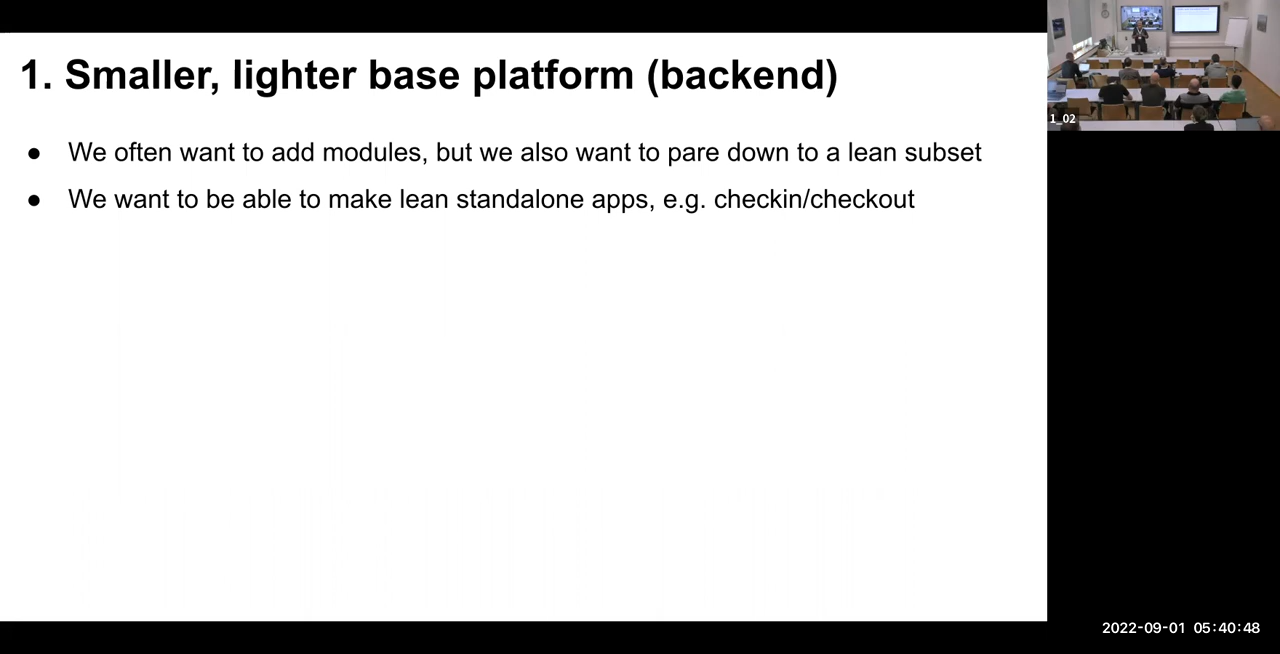 1. Smaller, lighter base platform (backend)
● We often want to add modules, but we also want to pare down to a lean subset
● We want to be able to make lean standalone apps, e.g. checkin/checkout
1_02
2022-09-01 05:40:48